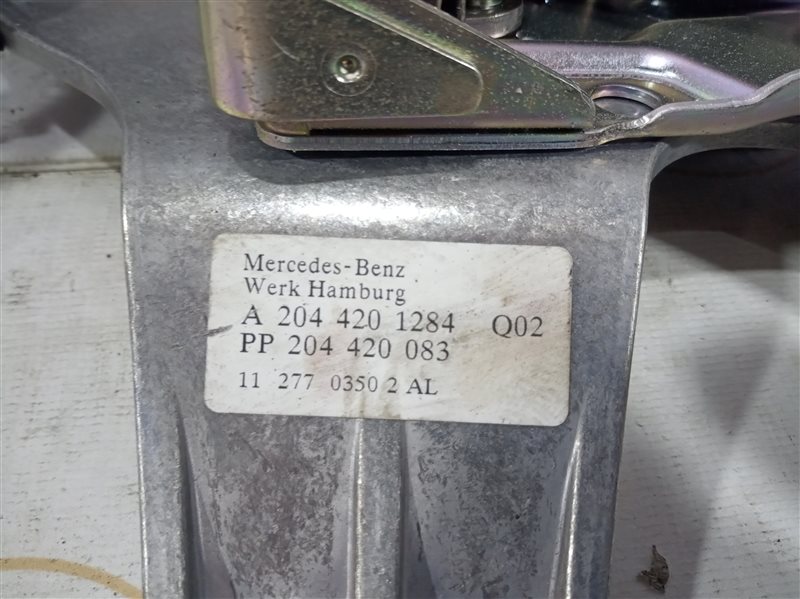 Mercedes-Benz
Werk Hamburg
A 204 420 1284 Q02
PP 204 420 083
11 277 0350 2 AL